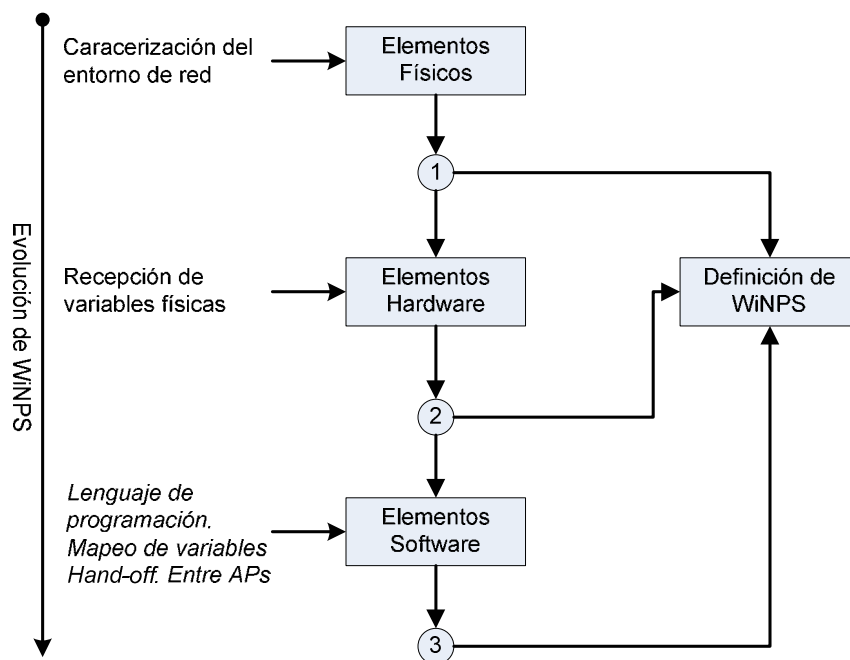 Caracerización del
entorno de red
Elementos
Físicos
1
Evolución de WiNPS
Recepción de
variables físicas
Elementos
Hardware
Definición de
WiNPS
2
Lenguaje de
programación.
Mapeo de variables
Hand-off. Entre APs
Elementos
Software
3